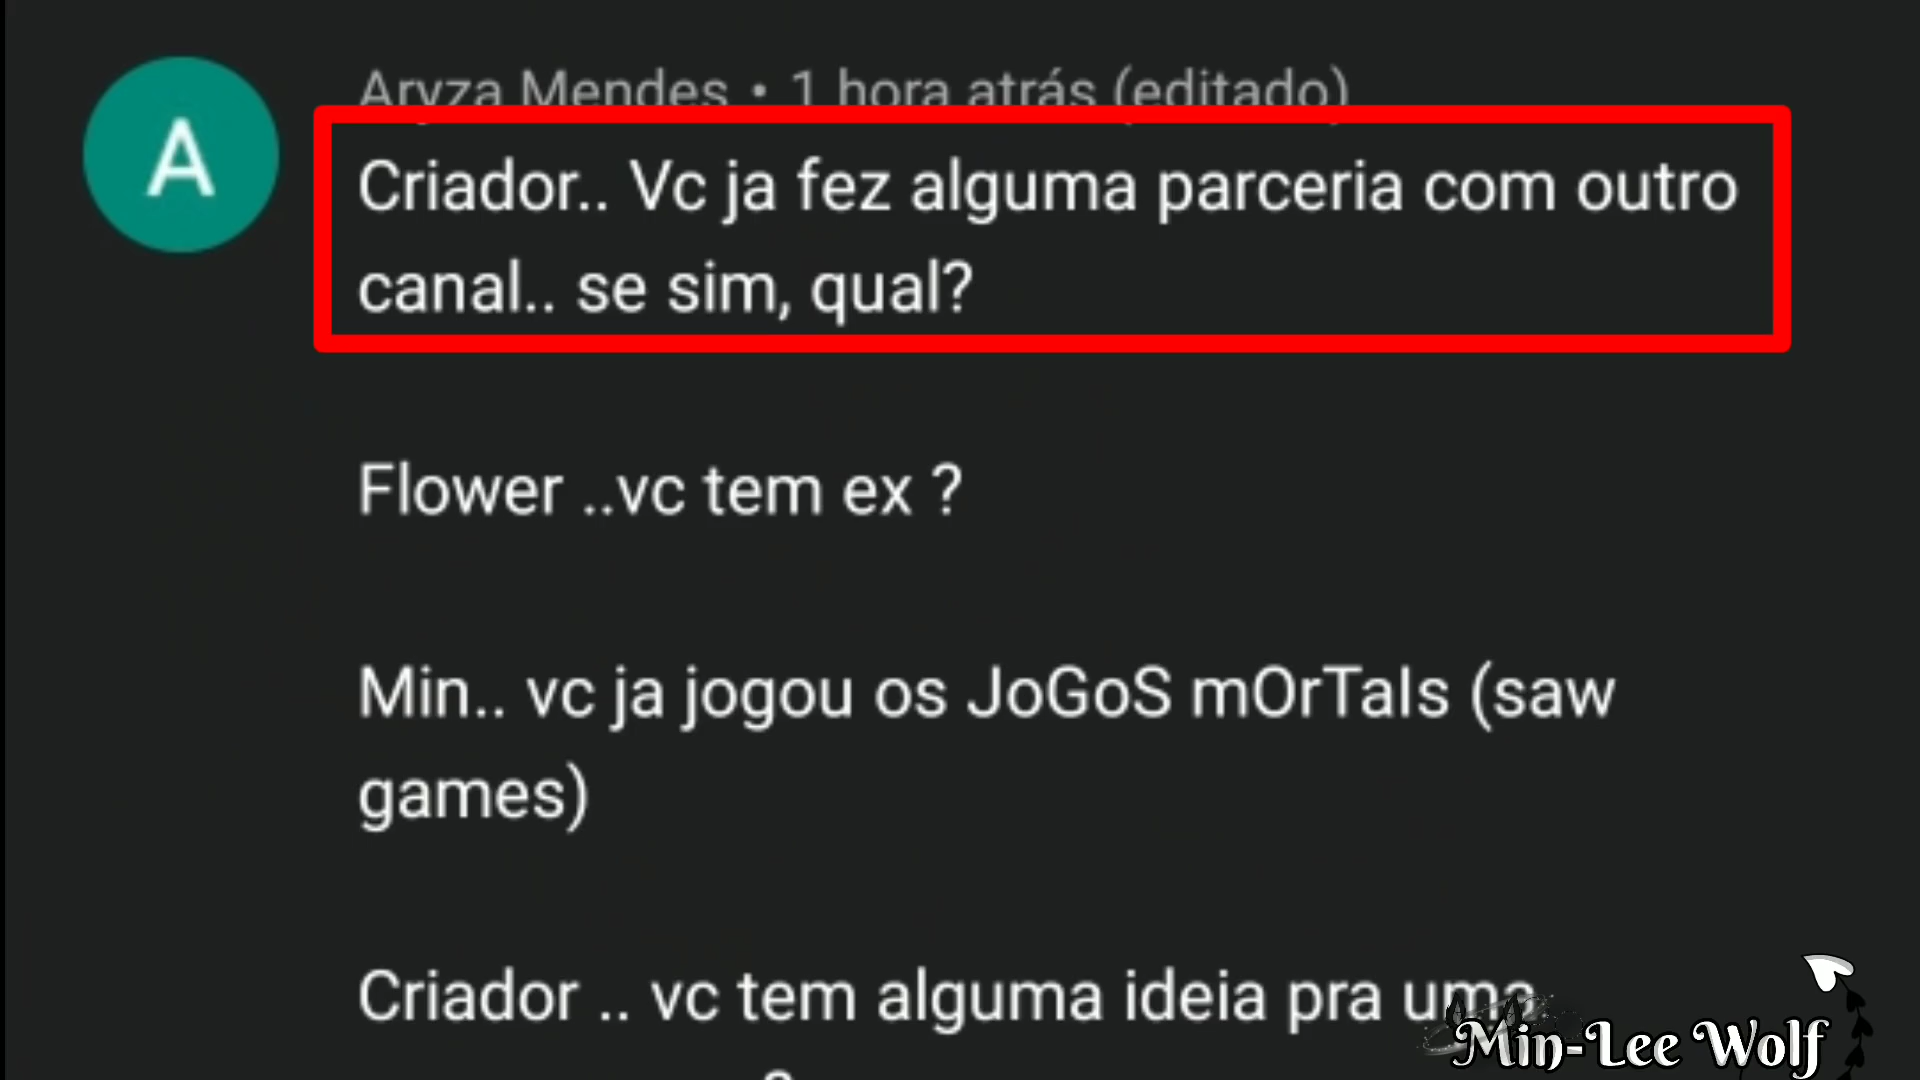 A
Aryza Mendes • 1 hora atrás (editado)
Criador.. Vc ja fez alguma parceria com outro
canal.. se sim, qual?
Flower ..vc tem ex ?
Min.. vc ja jogou os JoGoS mOrTaIs (saw
games)
Criador .. vc tem alguma ideia pra uma
Min-Lee Wolf